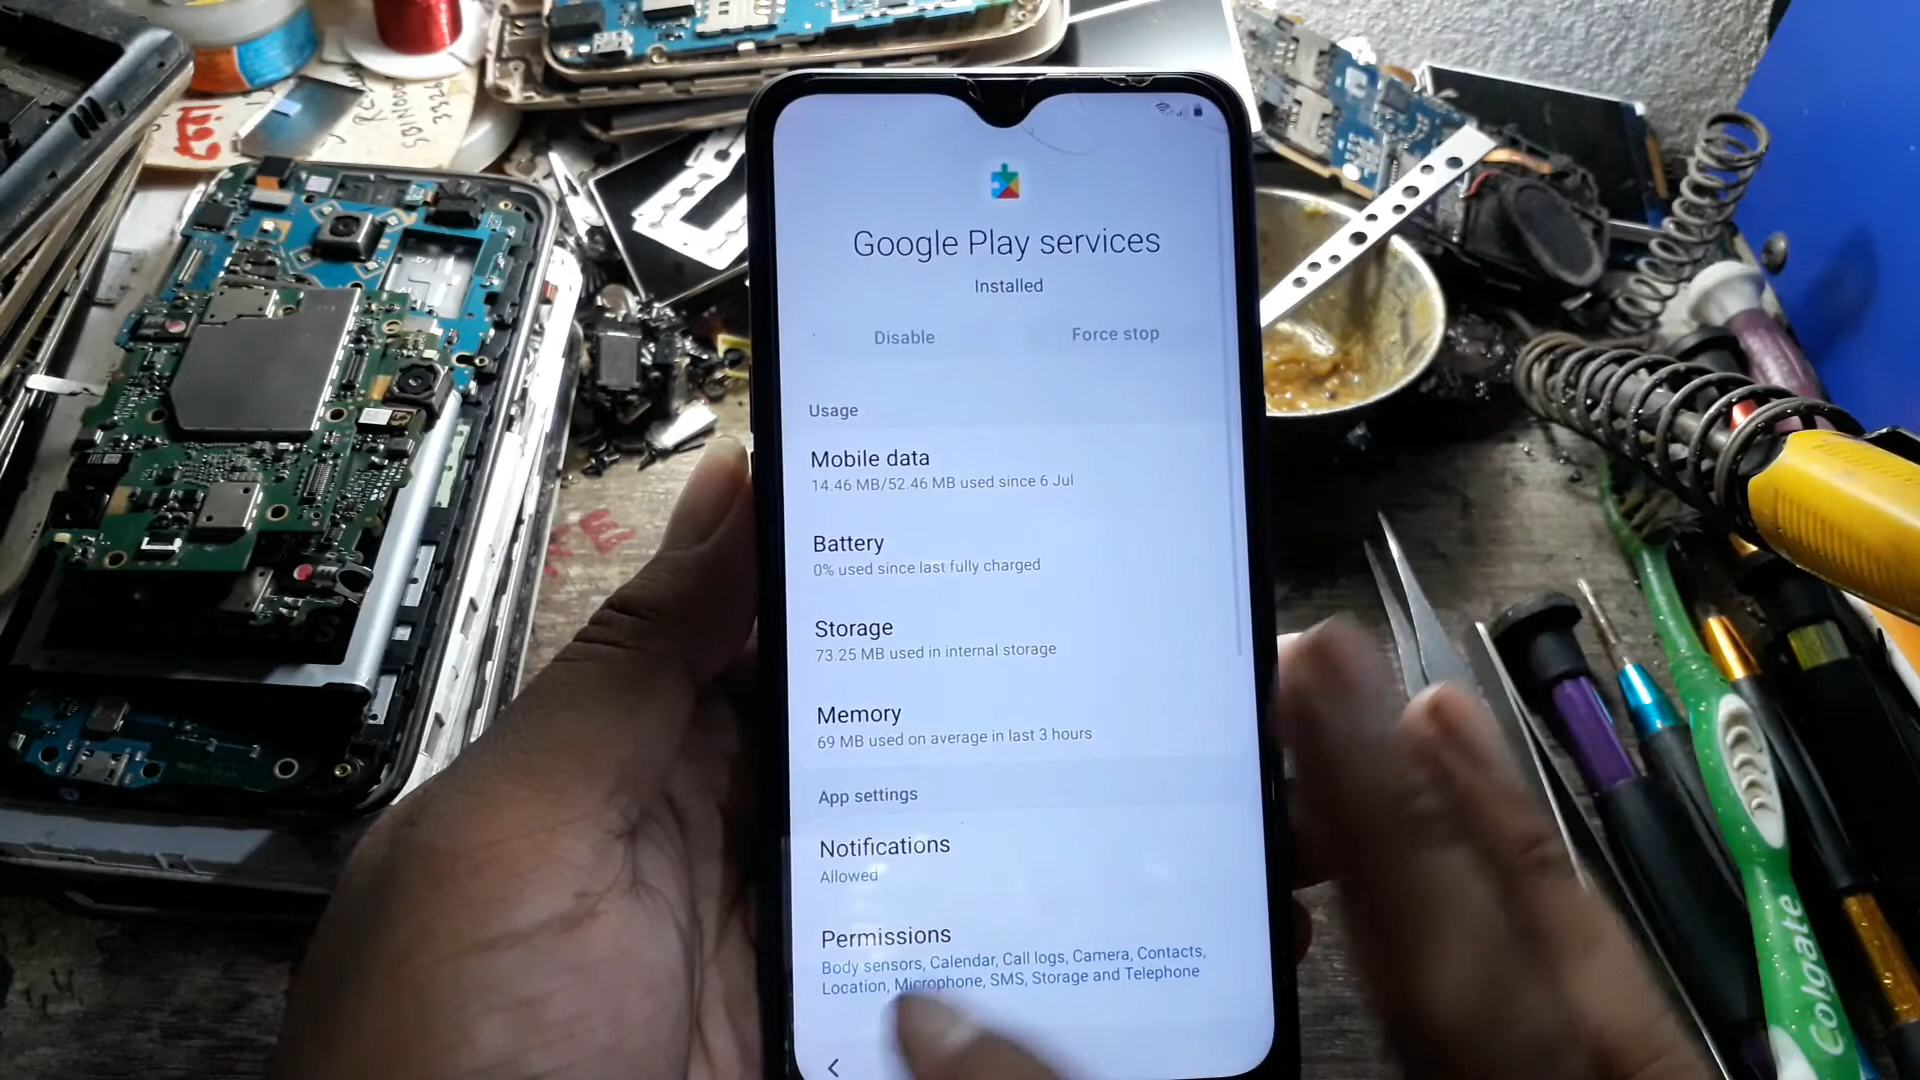 Google Play services
Installed
Disable
Force stop
Usage
Mobile data
14.46 MB/52.46 MB used since 6 Jul
Battery
0% used since last fully charged
Storage
73.25 MB used in internal storage
Memory
69 MB used on average in last 3 hours
App settings
Notifications
Allowed
Permissions
Body sensors, Calendar, Call logs, Camera, Contacts,
Location, Microphone, SMS, Storage and Telephone
Colgate